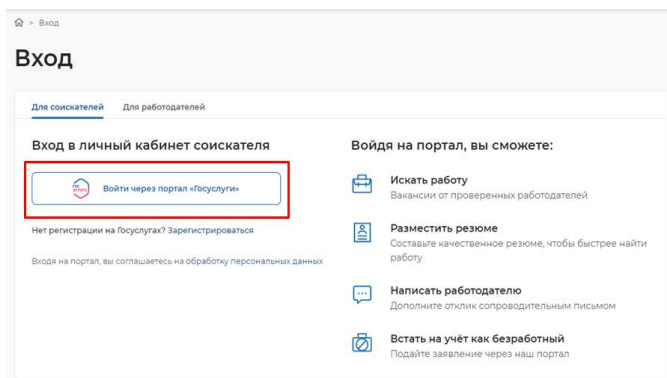 > Вход
Вход
Для соискателей Для работодателей
Вход в личный кабинет соискателя
Войти через портал «Госуслуги»
Нет регистрации на Госуслугах? Зарегистрироваться
Входя на портал, вы соглашаетесь на обработку персональных данных
Войдя на портал, вы сможете:
Искать работу
Вакансии от проверенных работодателей
Разместить резюме
Составьте качественное резюме, чтобы быстрее найти
работу
Написать работодателю
Дополните отклик сопроводительным письмом
Встать на учёт как безработный
Подайте заявление через наш портал